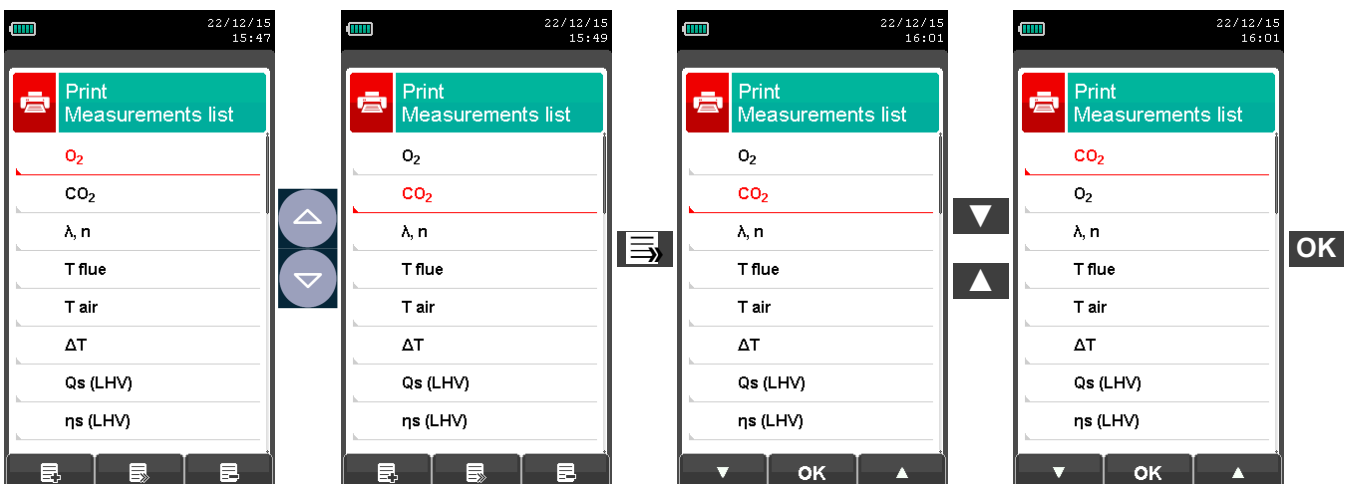 22/12/15
15:47
Print
Measurements list
O₂
CO₂
λ, n
T flue
T air
ΔT
Qs (LHV)
ηs (LHV)
22/12/15
15:49
Print
Measurements list
O₂
CO₂
λ, n
T flue
T air
ΔT
Qs (LHV)
ηs (LHV)
22/12/15
16:01
Print
Measurements list
O₂
CO₂
λ, n
T flue
T air
ΔT
Qs (LHV)
ηs (LHV)
▼ OK ▲
▼
▲
22/12/15
16:01
Print
Measurements list
CO₂
O₂
λ, n
T flue
T air
ΔT
Qs (LHV)
ηs (LHV)
▼ OK ▲
OK